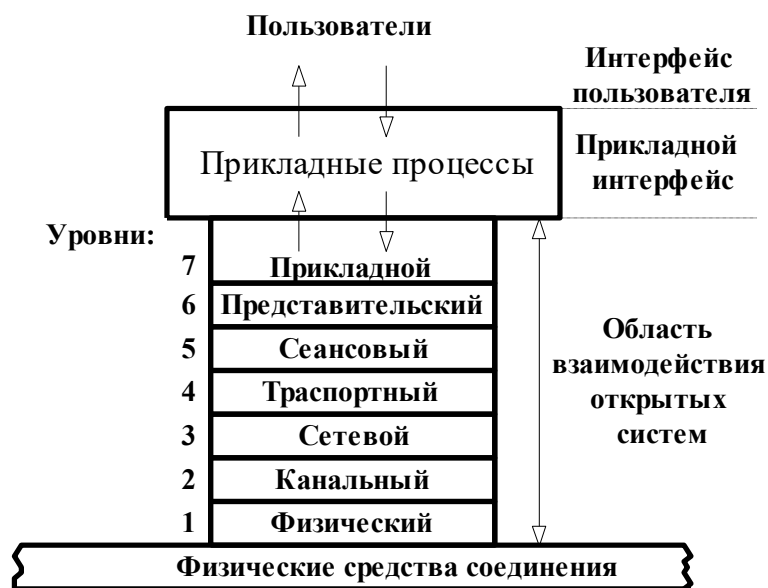 Пользователи
Интерфейс
пользователя
Прикладные процессы
Прикладной
интерфейс
Уровни:
7 Прикладной
6 Представительский
5 Сеансовый
4 Траспортный
3 Сетевой
2 Канальный
1 Физический
Область
взаимодействия
открытых
систем
Физические средства соединения